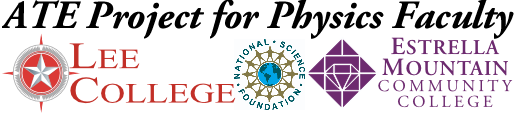 ATE Project for Physics Faculty
LEE
COLLEGE
NATIONAL • SCIENCE
• FOUNDATION •
ESTRELLA
MOUNTAIN
COMMUNITY
COLLEGE